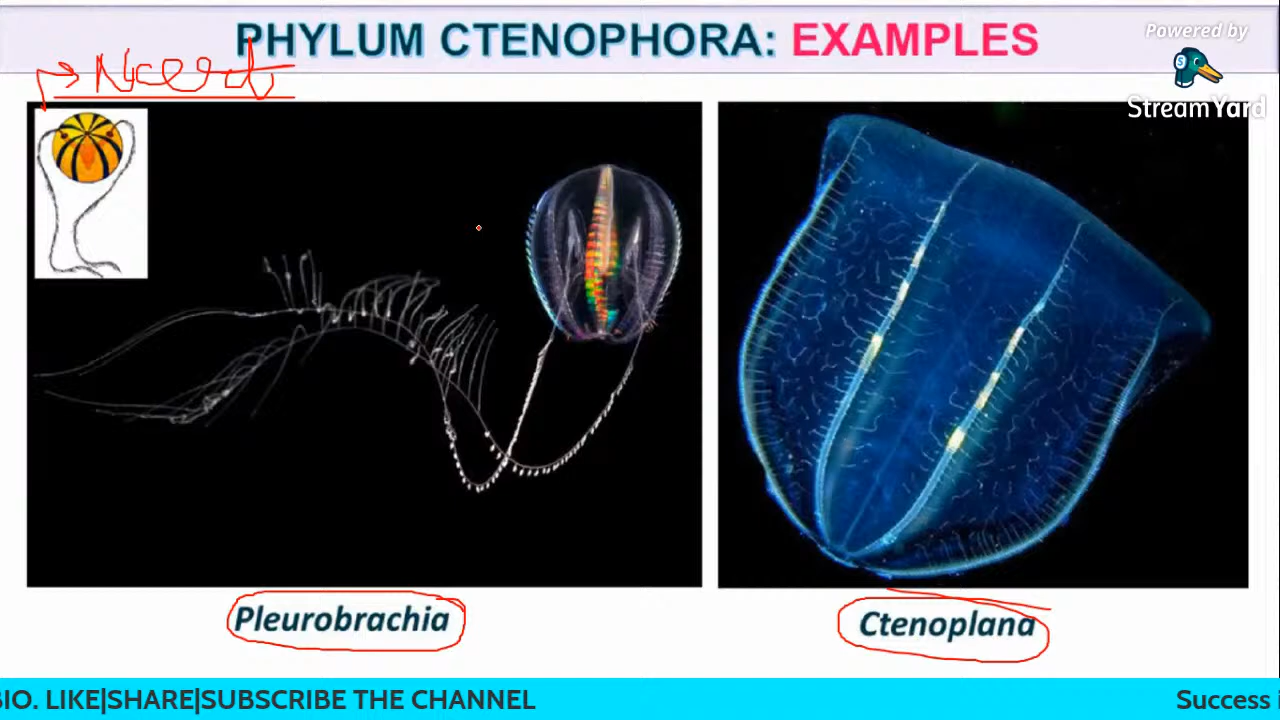 PHYLUM CTENOPHORA: EXAMPLES
Powered by
StreamYard
Pleurobrachia
Ctenoplana
BIO. LIKE|SHARE|SUBSCRIBE THE CHANNEL
Success